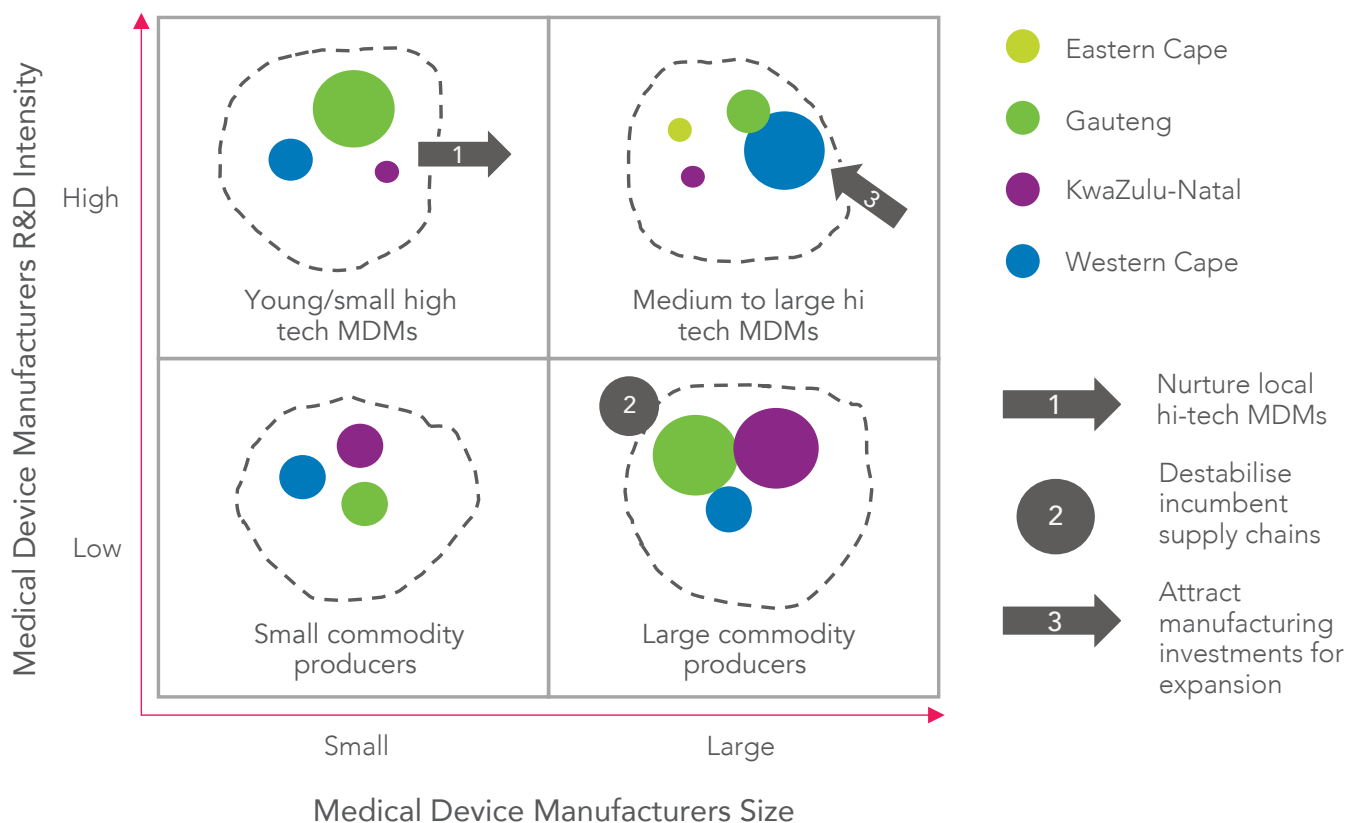 Medical Device Manufacturers R&D Intensity
High
Low
1
Young/small high
tech MDMs
3
Medium to large hi
tech MDMs
Small commodity
producers
2
Large commodity
producers
Small
Large
Medical Device Manufacturers Size
Eastern Cape
Gauteng
KwaZulu-Natal
Western Cape
1
Nurture local
hi-tech MDMs
2
Destabilise
incumbent
supply chains
3
Attract
manufacturing
investments for
expansion